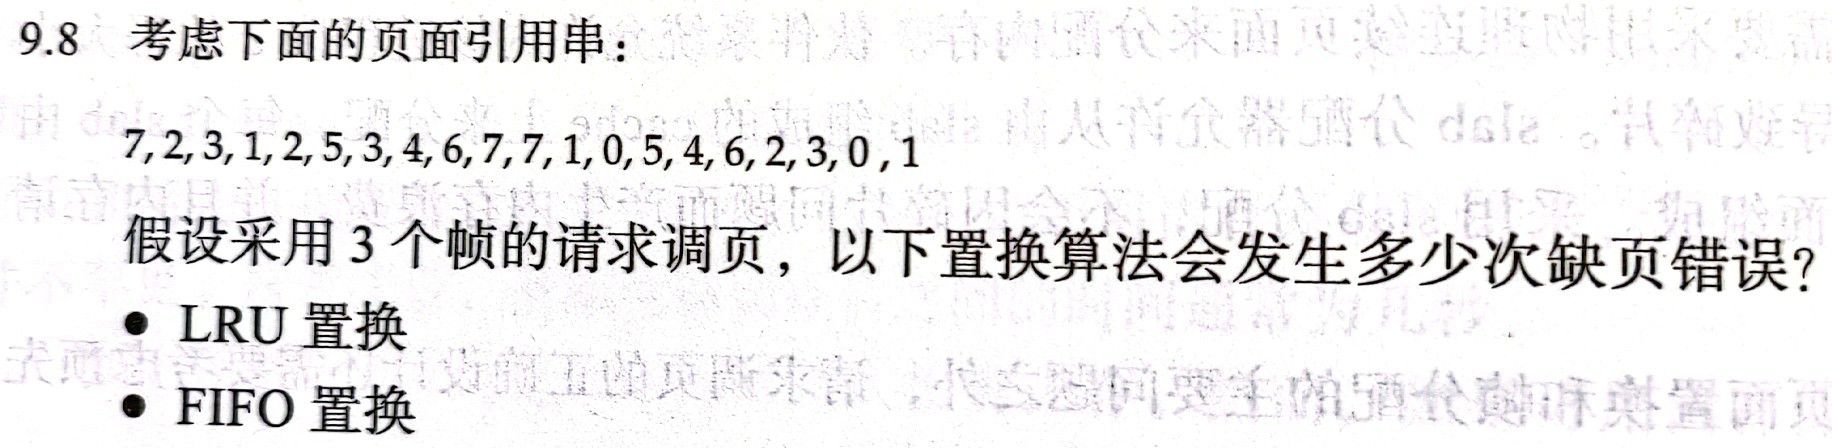 9.8 考虑下面的页面引用串：
7, 2, 3, 1, 2, 5, 3, 4, 6, 7, 7, 1, 0, 5, 4, 6, 2, 3, 0 , 1
假设采用 3 个帧的请求调页，以下置换算法会发生多少次缺页错误?
• LRU 置换
• FIFO 置换